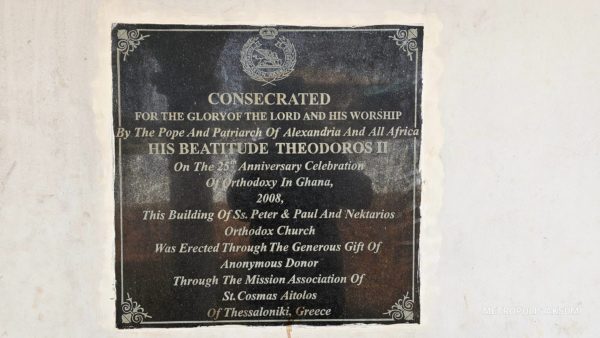 CONSECRATED
FOR THE GLORYOF THE LORD AND HIS WORSHIP
By The Pope And Patriarch Of Alexandria And All Africa
HIS BEATITUDE THEODOROS II
On The 25th Anniversary Celebration
Of Orthodoxy In Ghana,
2008,
This Building Of Ss. Peter & Paul And Nektarios
Orthodox Church
Was Erected Through The Generous Gift Of
Anonymous Donor
Through The Mission Association Of
St.Cosmas Aitolos
Of Thessaloniki, Greece
METROPOLIS AKSUM